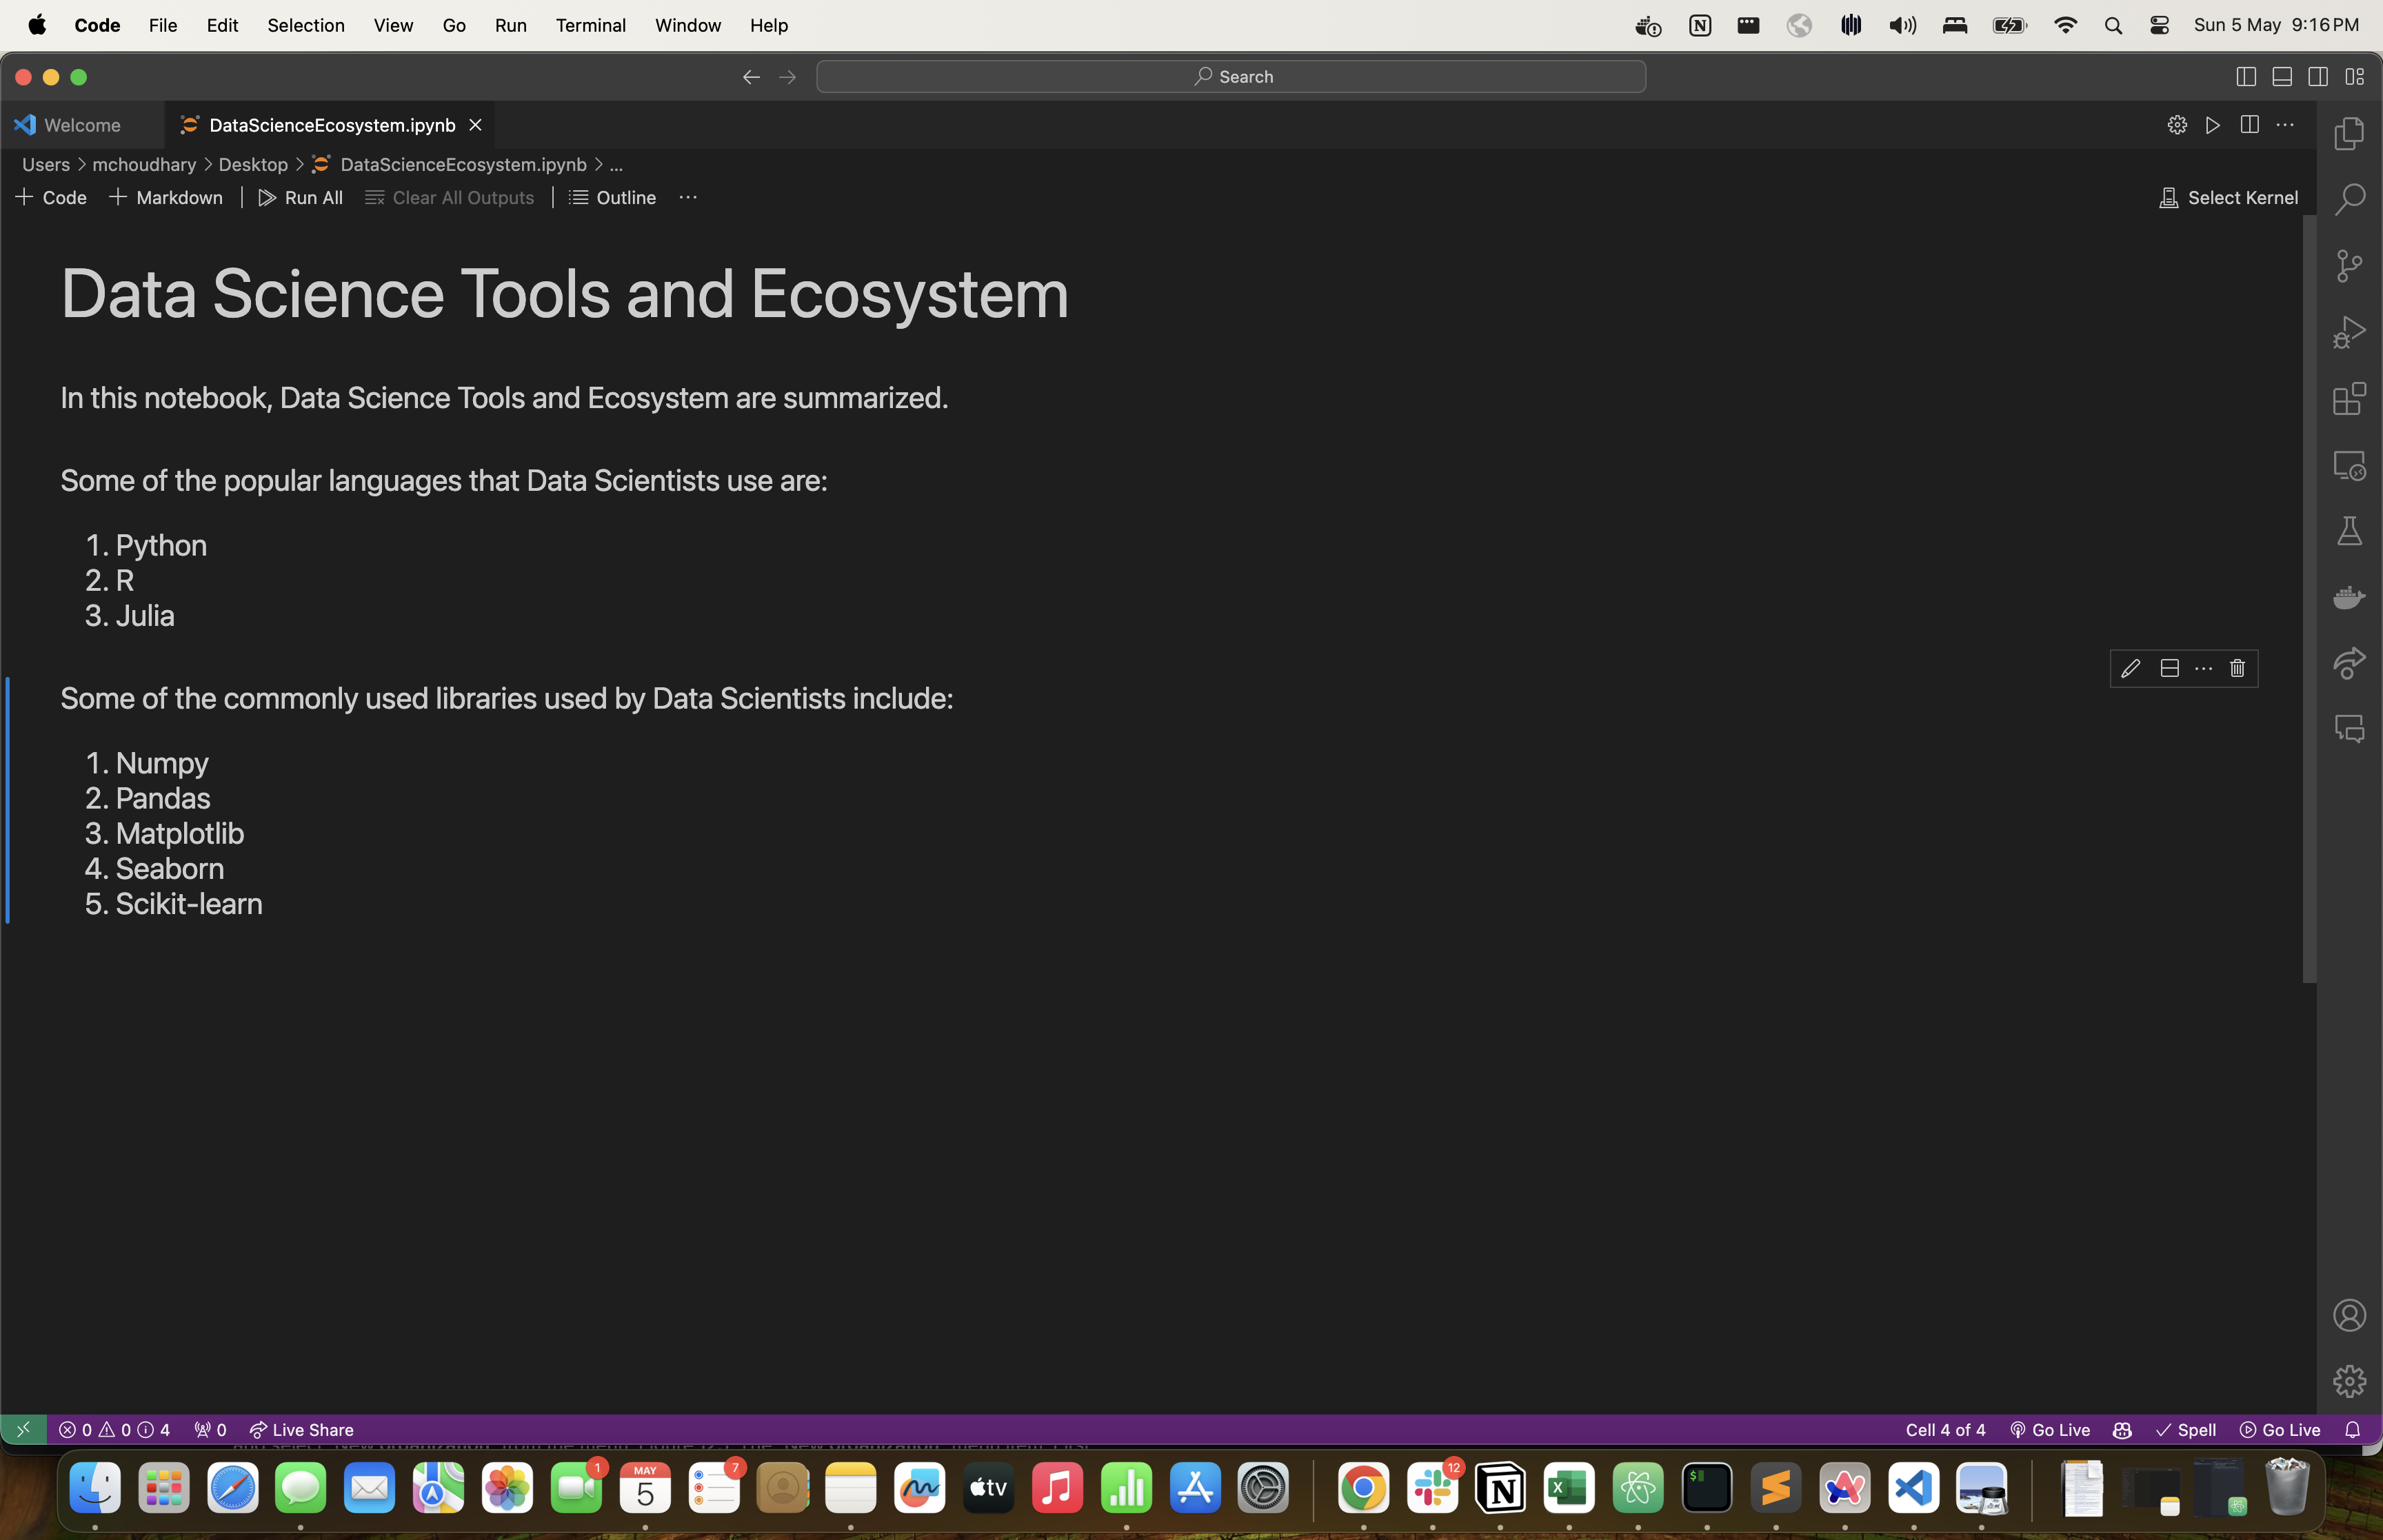 Code File Edit Selection View Go Run Terminal Window Help Sun 5 May 9:16 PM
Search
Welcome DataScienceEcosystem.ipynb
Users > mchoudhary > Desktop > DataScienceEcosystem.ipynb > ...
+ Code + Markdown | Run All Clear All Outputs | Outline ... Select Kernel
Data Science Tools and Ecosystem
In this notebook, Data Science Tools and Ecosystem are summarized.
Some of the popular languages that Data Scientists use are:
1. Python
2. R
3. Julia
Some of the commonly used libraries used by Data Scientists include:
1. Numpy
2. Pandas
3. Matplotlib
4. Seaborn
5. Scikit-learn
0 0 4 0 Live Share Cell 4 of 4 Go Live Spell Go Live
1 MAY 7 12
5 tv